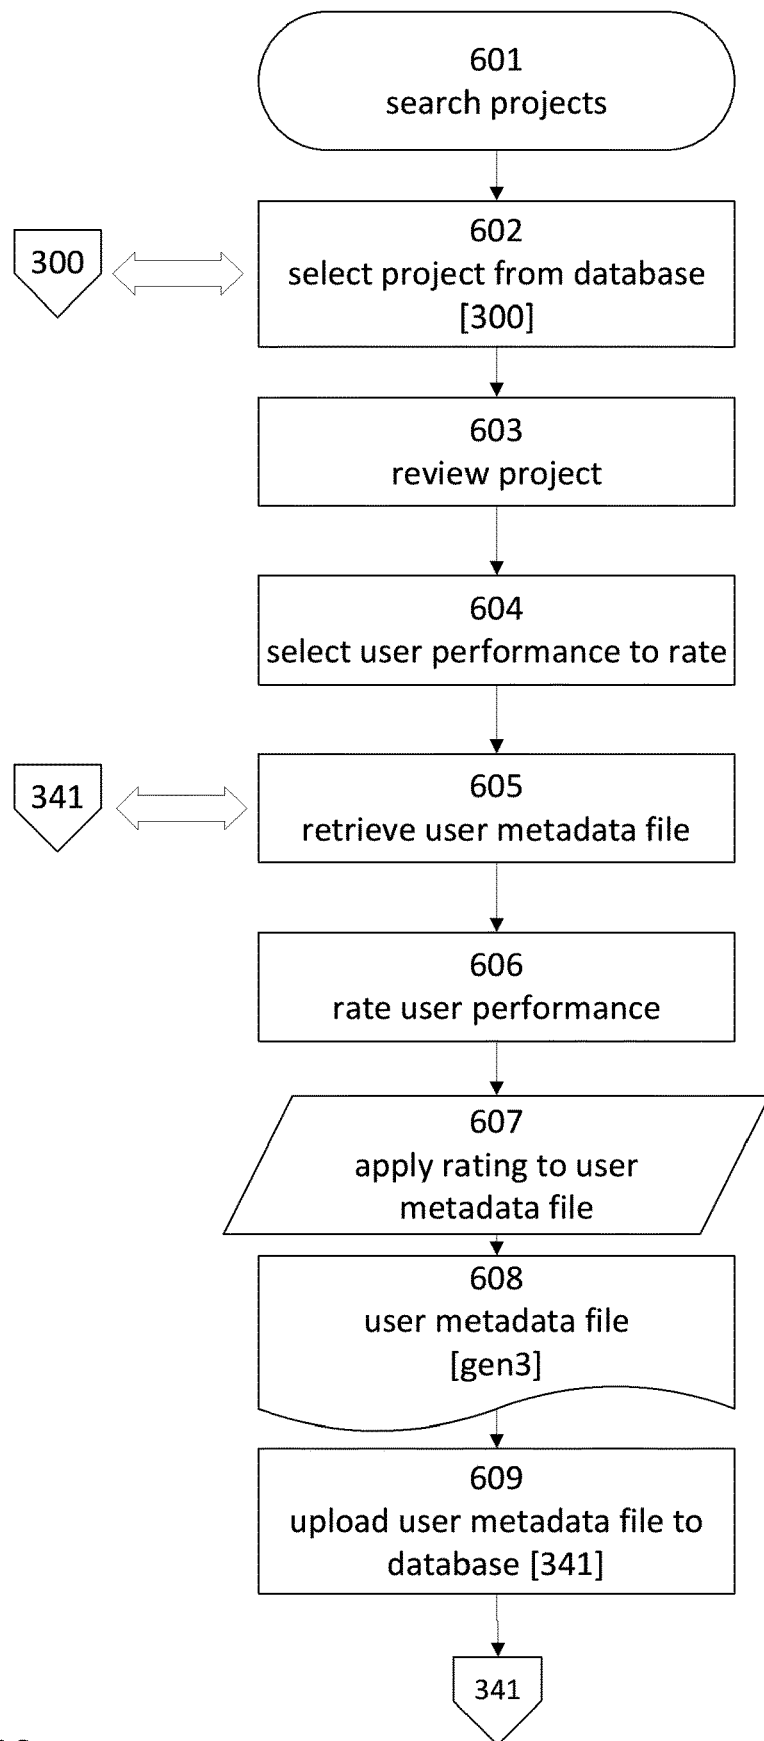 601
search projects
300
602
select project from database
[300]
603
review project
604
select user performance to rate
341
605
retrieve user metadata file
606
rate user performance
607
apply rating to user
metadata file
608
user metadata file
[gen3]
609
upload user metadata file to
database [341]
341